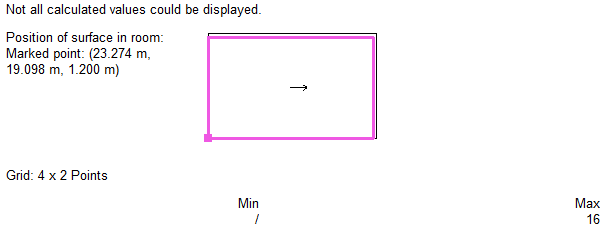 Not all calculated values could be displayed.
Position of surface in room:
Marked point: (23.274 m,
19.098 m, 1.200 m)
Grid: 4 x 2 Points
Min Max
/ 16